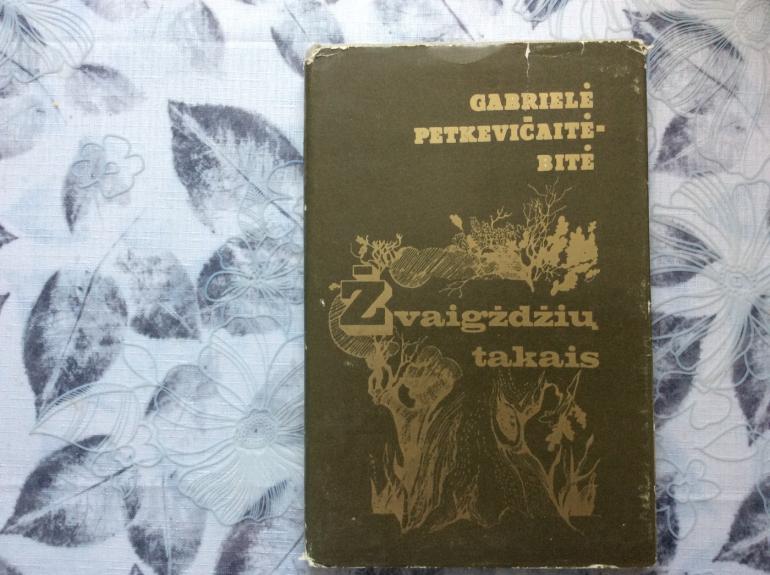 GABRIELĖ
PETKEVIČAITĖ-
BITĖ
Žvaigždžių
takais